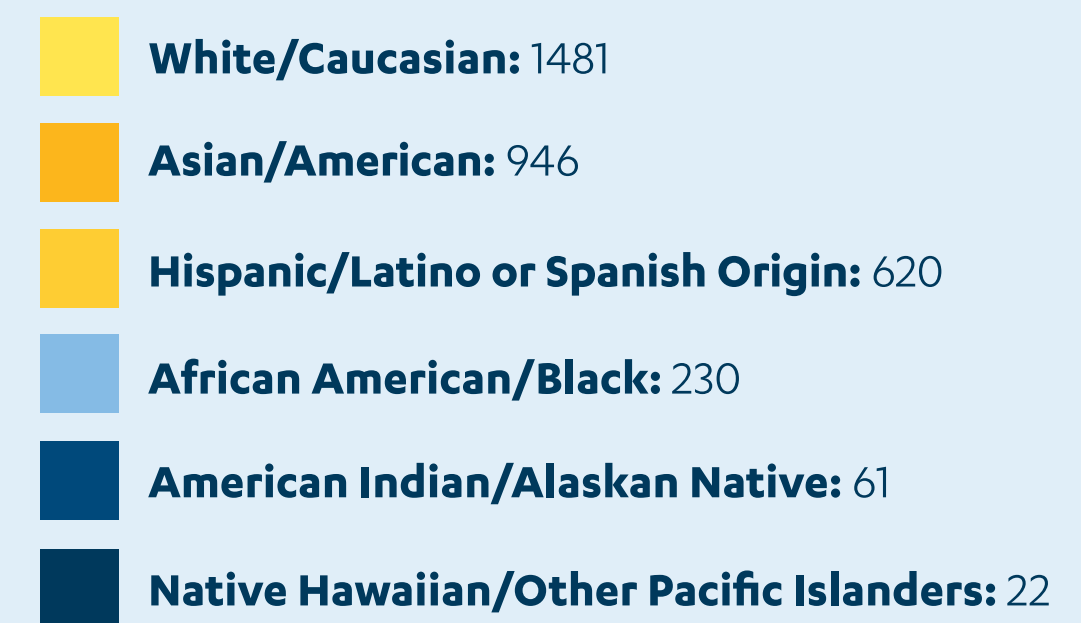 White/Caucasian: 1481
Asian/American: 946
Hispanic/Latino or Spanish Origin: 620
African American/Black: 230
American Indian/Alaskan Native: 61
Native Hawaiian/Other Pacific Islanders: 22